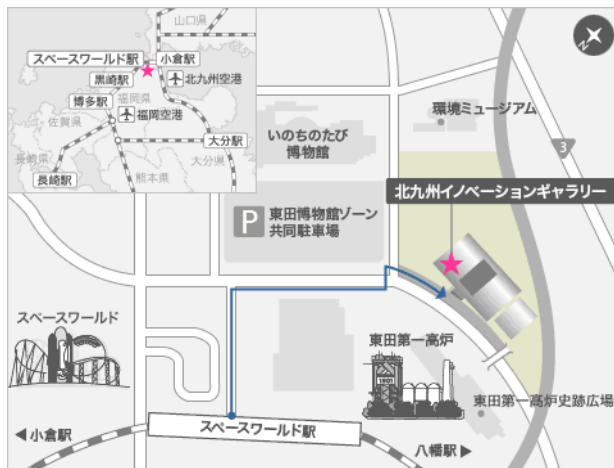 山口県
スペースワールド駅
小倉駅
黒崎駅
北九州空港
博多駅
福岡県
福岡空港
佐賀県
大分駅
長崎県
大分県
長崎駅
熊本県
N
環境ミュージアム
いのちのたび
博物館
3
北九州イノベーションギャラリー
P
東田博物館ゾーン
共同駐車場
スペースワールド
東田第一高炉
1901
東田第一高炉史跡広場
スペースワールド駅
◀小倉駅
八幡駅▶